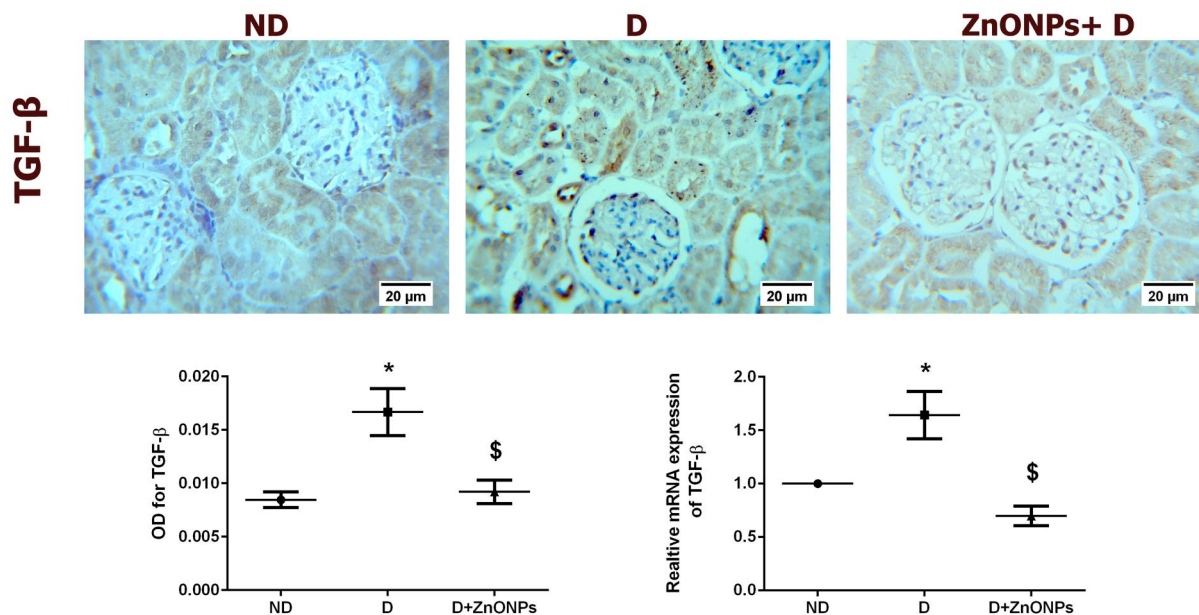 ND
D
ZnONPs+ D
TGF-β
20 µm
20 µm
20 µm
OD for TGF-β
0.020
0.015
0.010
0.005
0.000
*
$
ND
D
D+ZnONPs
Realtive mRNA expression
of TGF-β
2.0
1.5
1.0
0.5
0.0
*
$
ND
D
D+ZnONPs